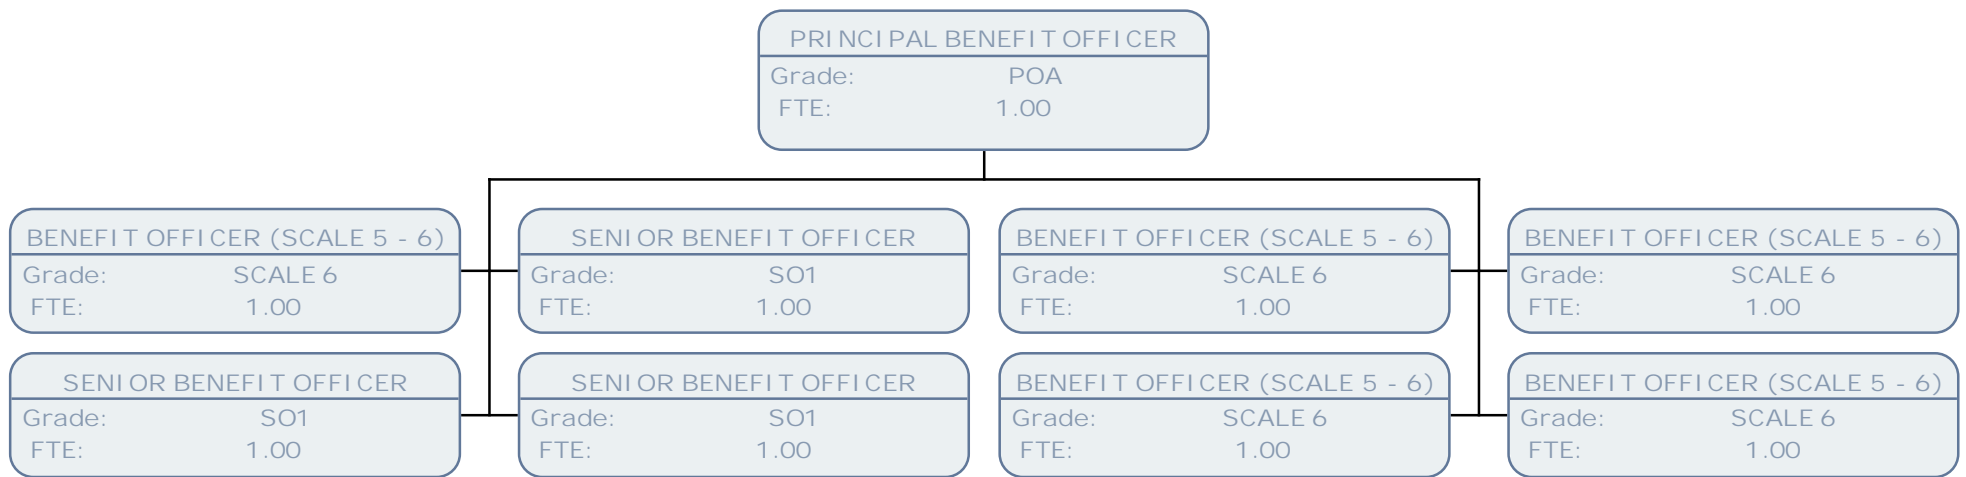 PRINCIPAL BENEFIT OFFICER
Grade: POA
FTE: 1.00
BENEFIT OFFICER (SCALE 5 - 6)
Grade: SCALE 6
FTE: 1.00
SENIOR BENEFIT OFFICER
Grade: SO1
FTE: 1.00
BENEFIT OFFICER (SCALE 5 - 6)
Grade: SCALE 6
FTE: 1.00
BENEFIT OFFICER (SCALE 5 - 6)
Grade: SCALE 6
FTE: 1.00
SENIOR BENEFIT OFFICER
Grade: SO1
FTE: 1.00
SENIOR BENEFIT OFFICER
Grade: SO1
FTE: 1.00
BENEFIT OFFICER (SCALE 5 - 6)
Grade: SCALE 6
FTE: 1.00
BENEFIT OFFICER (SCALE 5 - 6)
Grade: SCALE 6
FTE: 1.00